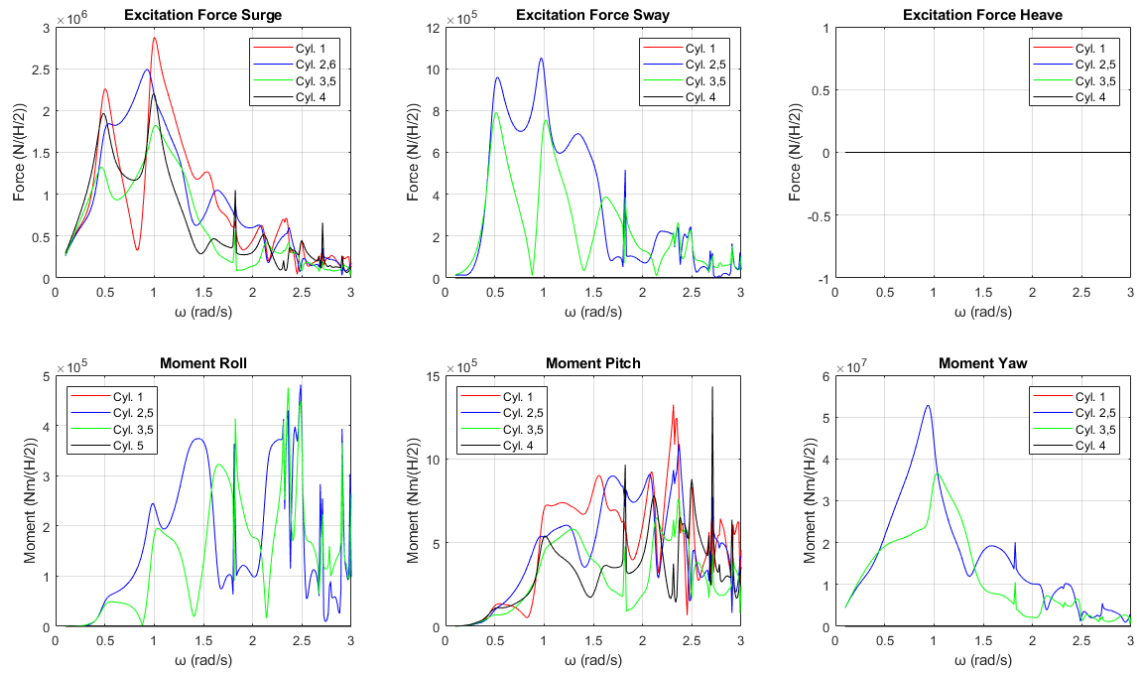 Excitation Force Surge
×10⁶
3
2.5
2
1.5
1
0.5
0
Force (N/(H/2))
Cyl. 1
Cyl. 2,6
Cyl. 3,5
Cyl. 4
0 0.5 1 1.5 2 2.5 3
ω (rad/s)
Excitation Force Sway
×10⁵
12
10
8
6
4
2
0
Force (N/(H/2))
Cyl. 1
Cyl. 2,5
Cyl. 3,5
Cyl. 4
0 0.5 1 1.5 2 2.5 3
ω (rad/s)
Excitation Force Heave
1
0.5
0
-0.5
-1
Force (N/(H/2))
Cyl. 1
Cyl. 2,5
Cyl. 3,5
Cyl. 4
0 0.5 1 1.5 2 2.5 3
ω (rad/s)
Moment Roll
×10⁵
5
4
3
2
1
0
Moment (Nm/(H/2))
Cyl. 1
Cyl. 2,5
Cyl. 3,5
Cyl. 5
0 0.5 1 1.5 2 2.5 3
ω (rad/s)
Moment Pitch
×10⁵
15
10
5
0
Moment (Nm/(H/2))
Cyl. 1
Cyl. 2,5
Cyl. 3,5
Cyl. 4
0 0.5 1 1.5 2 2.5 3
ω (rad/s)
Moment Yaw
×10⁷
6
5
4
3
2
1
0
Moment (Nm/(H/2))
Cyl. 1
Cyl. 2,5
Cyl. 3,5
Cyl. 4
0 0.5 1 1.5 2 2.5 3
ω (rad/s)